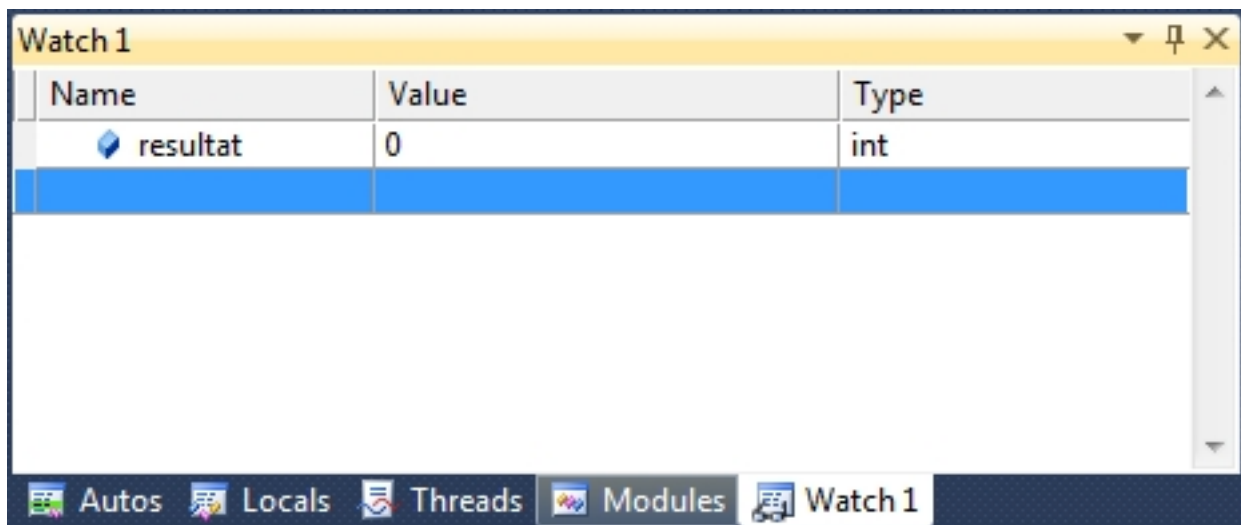 Watch 1
Name Value Type
resultat 0 int
Autos Locals Threads Modules Watch 1